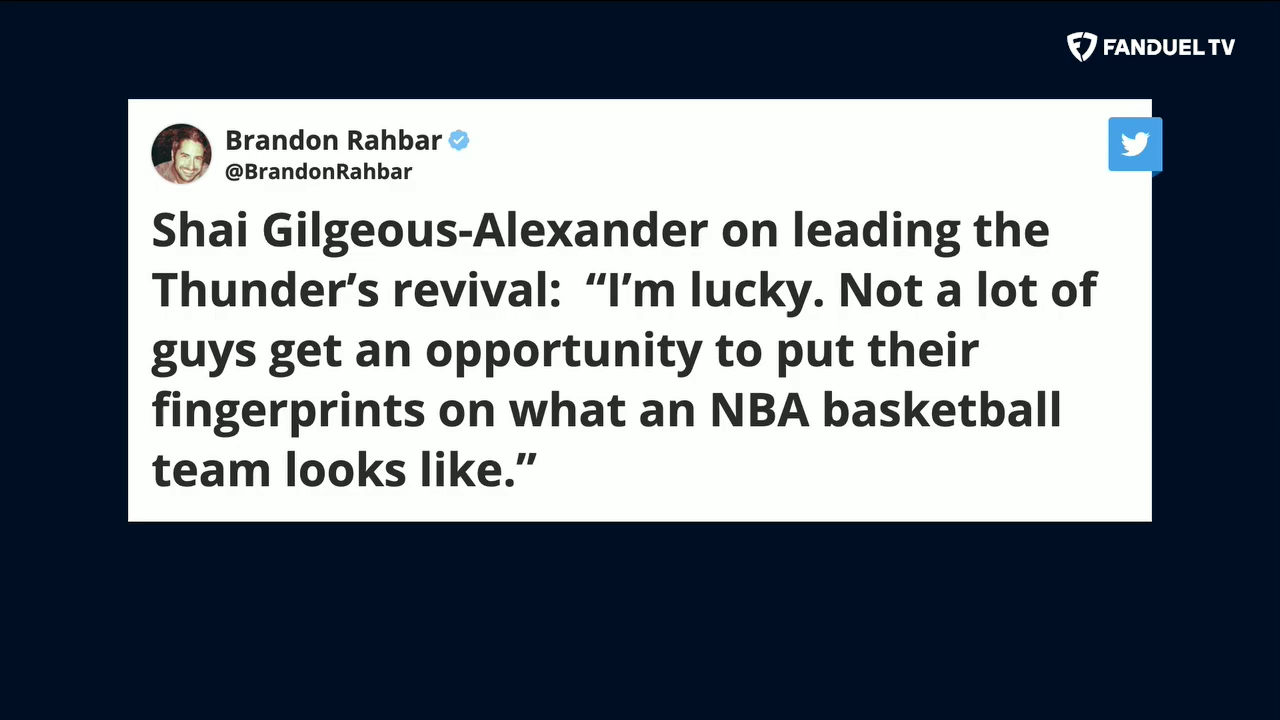 FANDUEL TV
Brandon Rahbar
@BrandonRahbar
Shai Gilgeous-Alexander on leading the
Thunder’s revival:  “I’m lucky. Not a lot of
guys get an opportunity to put their
fingerprints on what an NBA basketball
team looks like.”